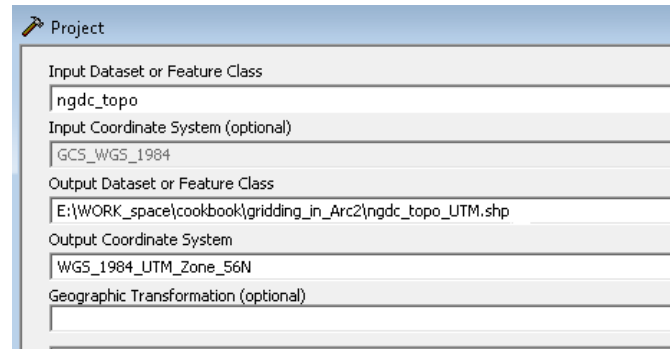 Project
Input Dataset or Feature Class
ngdc_topo
Input Coordinate System (optional)
GCS_WGS_1984
Output Dataset or Feature Class
E:\WORK_space\cookbook\gridding_in_Arc2\ngdc_topo_UTM.shp
Output Coordinate System
WGS_1984_UTM_Zone_56N
Geographic Transformation (optional)